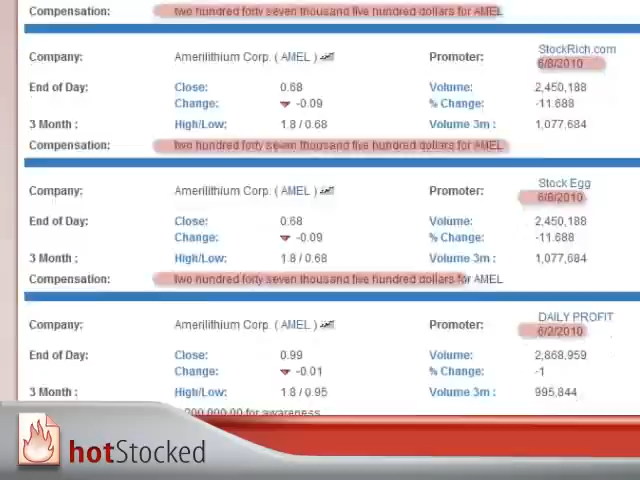 Compensation: two hundred forty seven thousand five hundred dollars for AMEL
Company: Amerilithium Corp. ( AMEL ) Promoter: StockRich.com
6/8/2010
End of Day: Close: 0.68 Volume: 2,450,188
Change: -0.09 % Change: -11.688
3 Month : High/Low: 1.8 / 0.68 Volume 3m : 1,077,684
Compensation: two hundred forty seven thousand five hundred dollars for AMEL
Company: Amerilithium Corp. ( AMEL ) Promoter: Stock Egg
6/8/2010
End of Day: Close: 0.68 Volume: 2,450,188
Change: -0.09 % Change: -11.688
3 Month : High/Low: 1.8 / 0.68 Volume 3m : 1,077,684
Compensation: two hundred forty seven thousand five hundred dollars for AMEL
Company: Amerilithium Corp. ( AMEL ) Promoter: DAILY PROFIT
6/2/2010
End of Day: Close: 0.99 Volume: 2,868,959
Change: -0.01 % Change: -1
3 Month : High/Low: 1.8 / 0.95 Volume 3m : 995,844
200,000.00 for awareness
hotStocked